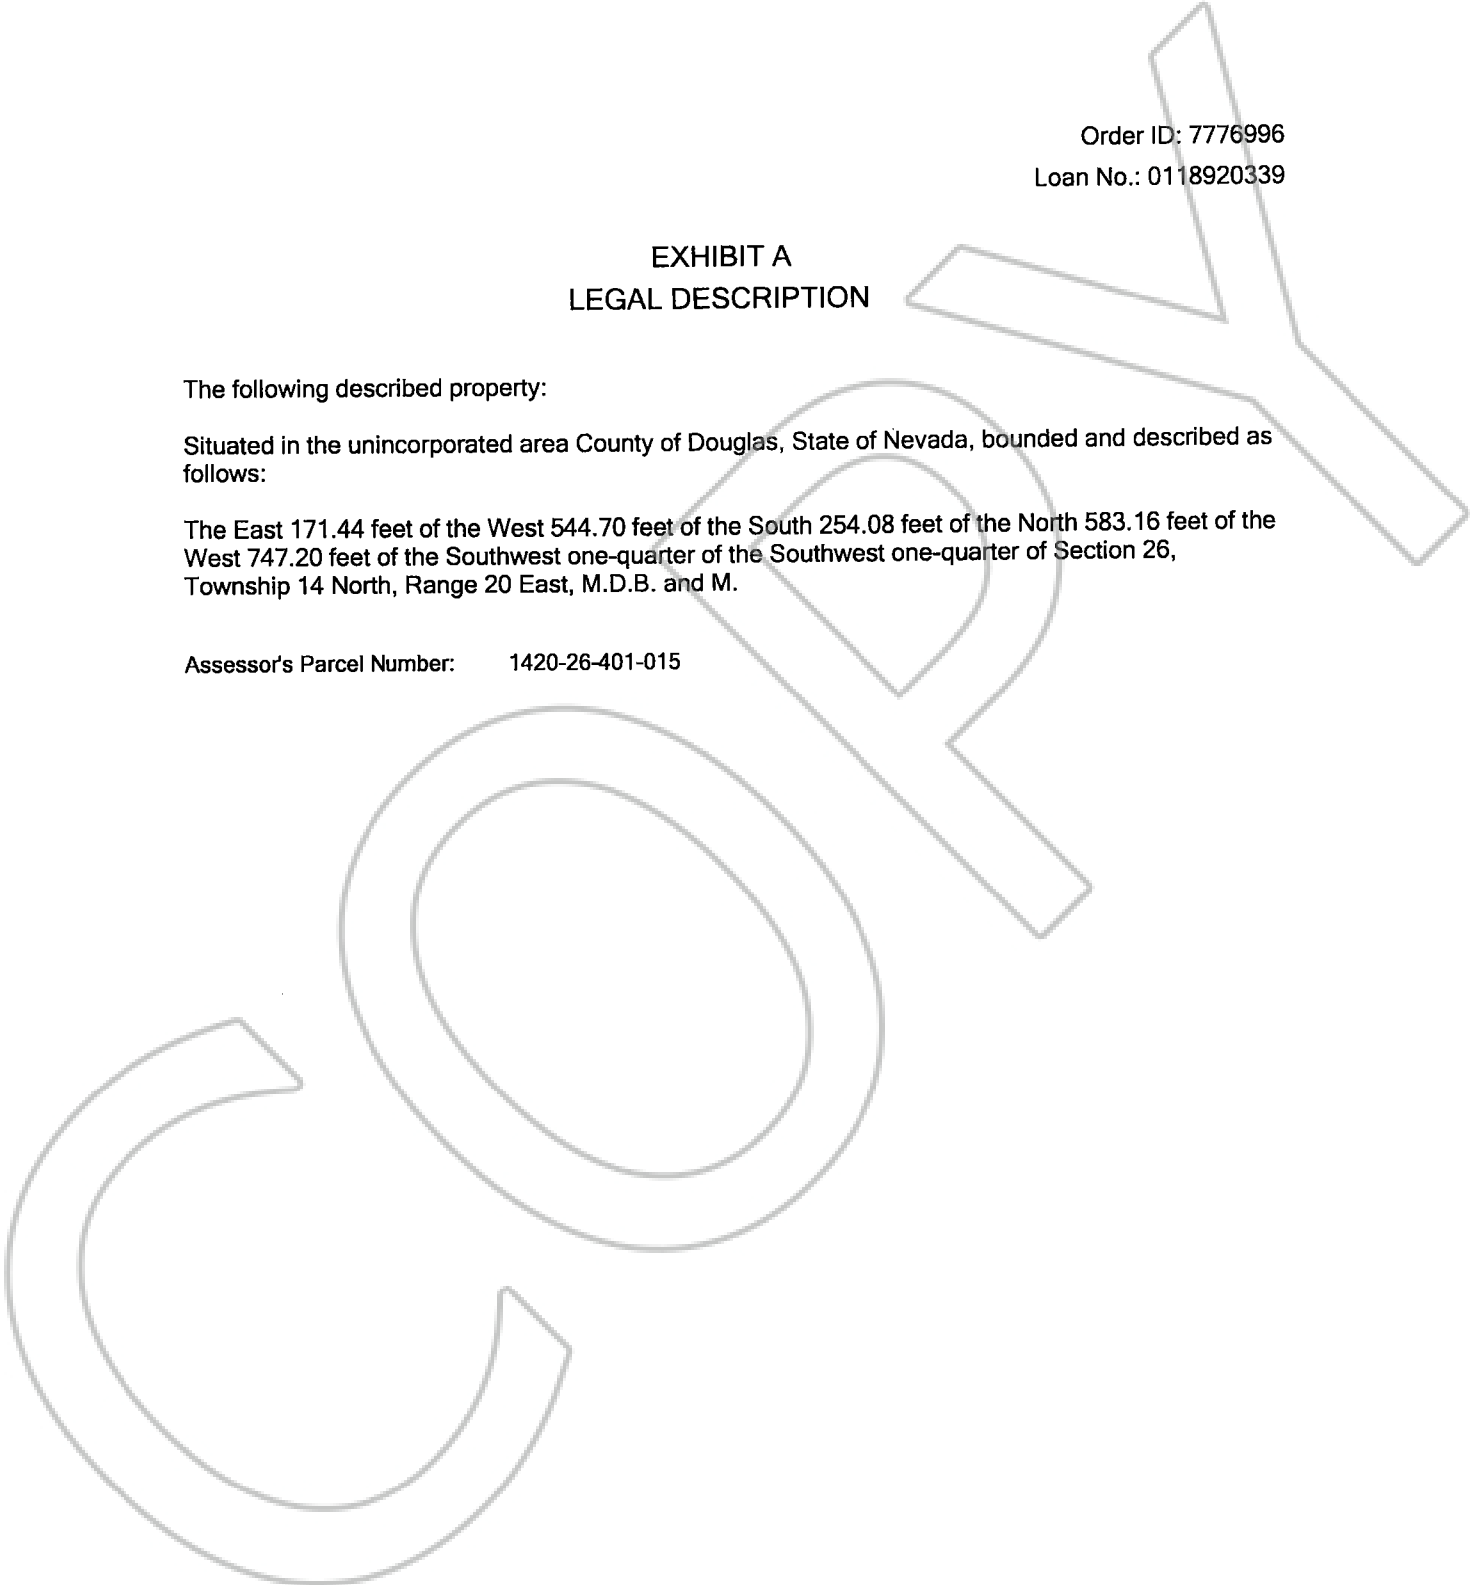 Order ID: 7776996
Loan No.: 0118920339
EXHIBIT A
LEGAL DESCRIPTION
The following described property:
Situated in the unincorporated area County of Douglas, State of Nevada, bounded and described as
follows:
The East 171.44 feet of the West 544.70 feet of the South 254.08 feet of the North 583.16 feet of the
West 747.20 feet of the Southwest one-quarter of the Southwest one-quarter of Section 26,
Township 14 North, Range 20 East, M.D.B. and M.
Assessor's Parcel Number: 1420-26-401-015
COPY